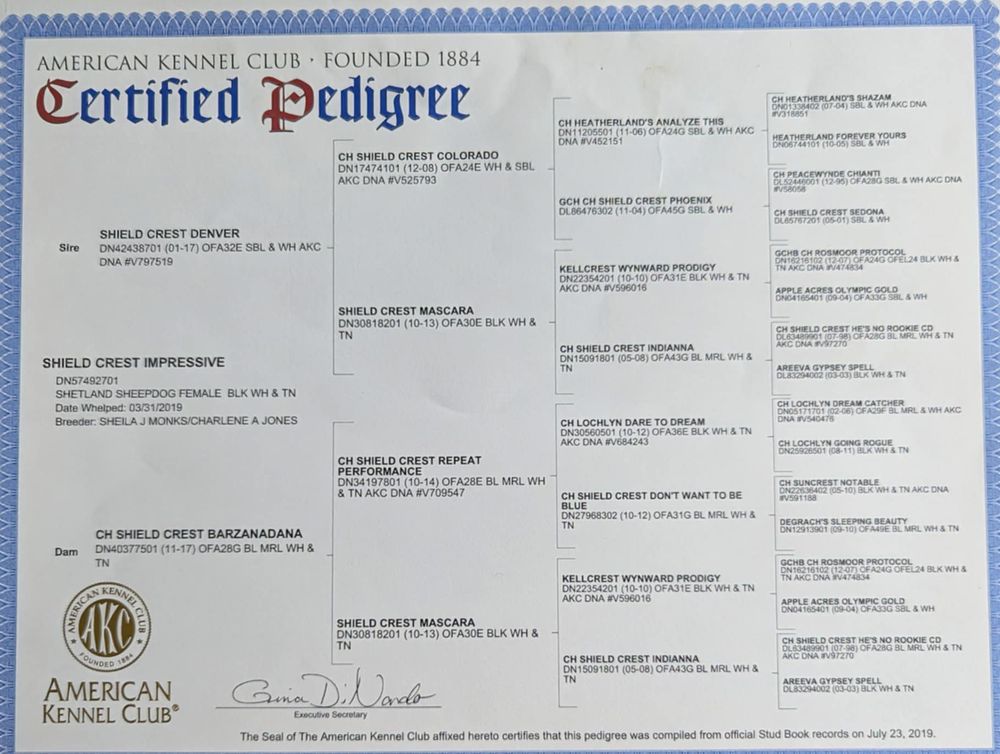 AMERICAN KENNEL CLUB · FOUNDED 1884
Certified Pedigree
Sire
SHIELD CREST DENVER
DN42438701 (01-17) OFA32E SBL & WH AKC
DNA #V797519
SHIELD CREST IMPRESSIVE
DN57492701
SHETLAND SHEEPDOG FEMALE BLK WH & TN
Date Whelped: 03/31/2019
Breeder: SHEILA J MONKS/CHARLENE A JONES
Dam
CH SHIELD CREST BARZANADANA
DN40377501 (11-17) OFA28G BL MRL WH &
TN
CH SHIELD CREST COLORADO
DN17474101 (12-08) OFA24E WH & SBL
AKC DNA #V525793
SHIELD CREST MASCARA
DN30818201 (10-13) OFA30E BLK WH &
TN
CH SHIELD CREST REPEAT
PERFORMANCE
DN34197801 (10-14) OFA28E BL MRL WH
& TN AKC DNA #V709547
SHIELD CREST MASCARA
DN30818201 (10-13) OFA30E BLK WH &
TN
CH HEATHERLAND'S ANALYZE THIS
DN11205501 (11-06) OFA24G SBL & WH AKC
DNA #V452151
GCH CH SHIELD CREST PHOENIX
DL86476302 (11-04) OFA45G SBL & WH
KELLCREST WYNWARD PRODIGY
DN22354201 (10-10) OFA31E BLK WH & TN
AKC DNA #V596016
CH SHIELD CREST INDIANNA
DN15091801 (05-08) OFA43G BL MRL WH &
TN
CH LOCHLYN DARE TO DREAM
DN30560501 (10-12) OFA36E BLK WH & TN
AKC DNA #V684243
CH SHIELD CREST DON'T WANT TO BE
BLUE
DN27968302 (10-12) OFA31G BL MRL WH &
TN
KELLCREST WYNWARD PRODIGY
DN22354201 (10-10) OFA31E BLK WH & TN
AKC DNA #V596016
CH SHIELD CREST INDIANNA
DN15091801 (05-08) OFA43G BL MRL WH &
TN
CH HEATHERLAND'S SHAZAM
DN01338402 (07-04) SBL & WH AKC DNA
#V318851
HEATHERLAND FOREVER YOURS
DN06744101 (10-05) SBL & WH
CH PEACEWYNDE CHIANTI
DL52446001 (12-95) OFA28G SBL & WH AKC DNA
#V58058
CH SHIELD CREST SEDONA
DL85767201 (05-01) SBL & WH
GCHB CH ROSMOOR PROTOCOL
DN16216102 (12-07) OFA24G OFEL24 BLK WH &
TN AKC DNA #V474834
APPLE ACRES OLYMPIC GOLD
DN04165401 (09-04) OFA33G SBL & WH
CH SHIELD CREST HE'S NO ROOKIE CD
DL63489901 (07-98) OFA28G BL MRL WH & TN
AKC DNA #V97270
AREEVA GYPSEY SPELL
DL83294002 (03-03) BLK WH & TN
CH LOCHLYN DREAM CATCHER
DN05171701 (02-06) OFA29F BL MRL & WH AKC
DNA #V540476
CH LOCHLYN GOING ROGUE
DN25926501 (08-11) BLK WH & TN
CH SUNCREST NOTABLE
DN22636402 (05-10) BLK WH & TN AKC DNA
#V591188
DEGRACH'S SLEEPING BEAUTY
DN12913901 (09-10) OFA49E BL MRL WH & TN
GCHB CH ROSMOOR PROTOCOL
DN16216102 (12-07) OFA24G OFEL24 BLK WH &
TN AKC DNA #V474834
APPLE ACRES OLYMPIC GOLD
DN04165401 (09-04) OFA33G SBL & WH
CH SHIELD CREST HE'S NO ROOKIE CD
DL63489901 (07-98) OFA28G BL MRL WH & TN
AKC DNA #V97270
AREEVA GYPSEY SPELL
DL83294002 (03-03) BLK WH & TN
AMERICAN KENNEL CLUB
AKC
FOUNDED 1884
AMERICAN
KENNEL CLUB®
Gina DiNardo
Executive Secretary
The Seal of The American Kennel Club affixed hereto certifies that this pedigree was compiled from official Stud Book records on July 23, 2019.